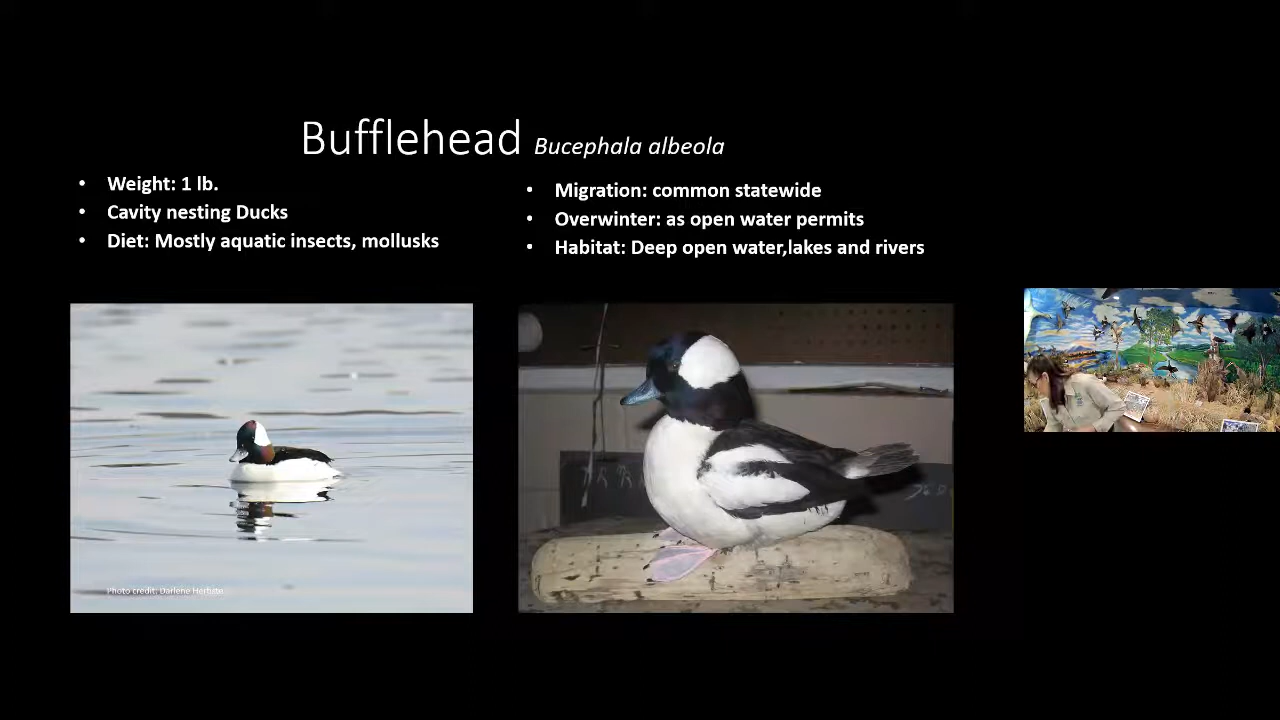 Bufflehead Bucephala albeola
• Weight: 1 lb.
• Cavity nesting Ducks
• Diet: Mostly aquatic insects, mollusks
• Migration: common statewide
• Overwinter: as open water permits
• Habitat: Deep open water,lakes and rivers
Photo credit: Darlene